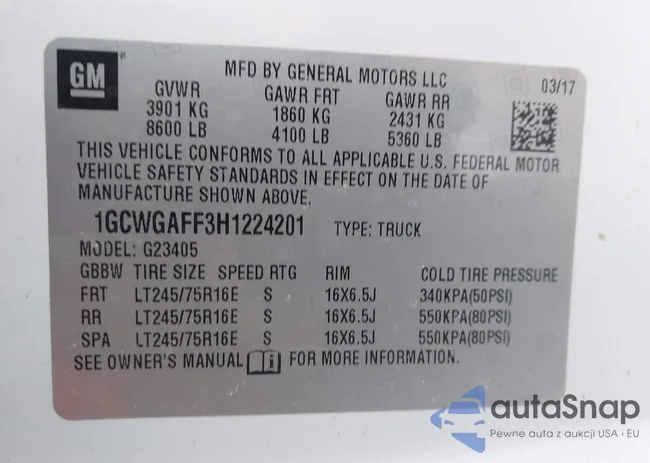 GM
MFD BY GENERAL MOTORS LLC
03/17
GVWR GAWR FRT GAWR RR
3901 KG 1860 KG 2431 KG
8600 LB 4100 LB 5360 LB
THIS VEHICLE CONFORMS TO ALL APPLICABLE U.S. FEDERAL MOTOR
VEHICLE SAFETY STANDARDS IN EFFECT ON THE DATE OF
MANUFACTURE SHOWN ABOVE.
1GCWGAFF3H1224201 TYPE: TRUCK
MODEL: G23405
GBBW TIRE SIZE SPEED RTG RIM COLD TIRE PRESSURE
FRT LT245/75R16E S 16X6.5J 340KPA(50PSI)
RR LT245/75R16E S 16X6.5J 550KPA(80PSI)
SPA LT245/75R16E S 16X6.5J 550KPA(80PSI)
SEE OWNER'S MANUAL FOR MORE INFORMATION.
autaSnap
Pewne auta z aukcji USA i EU